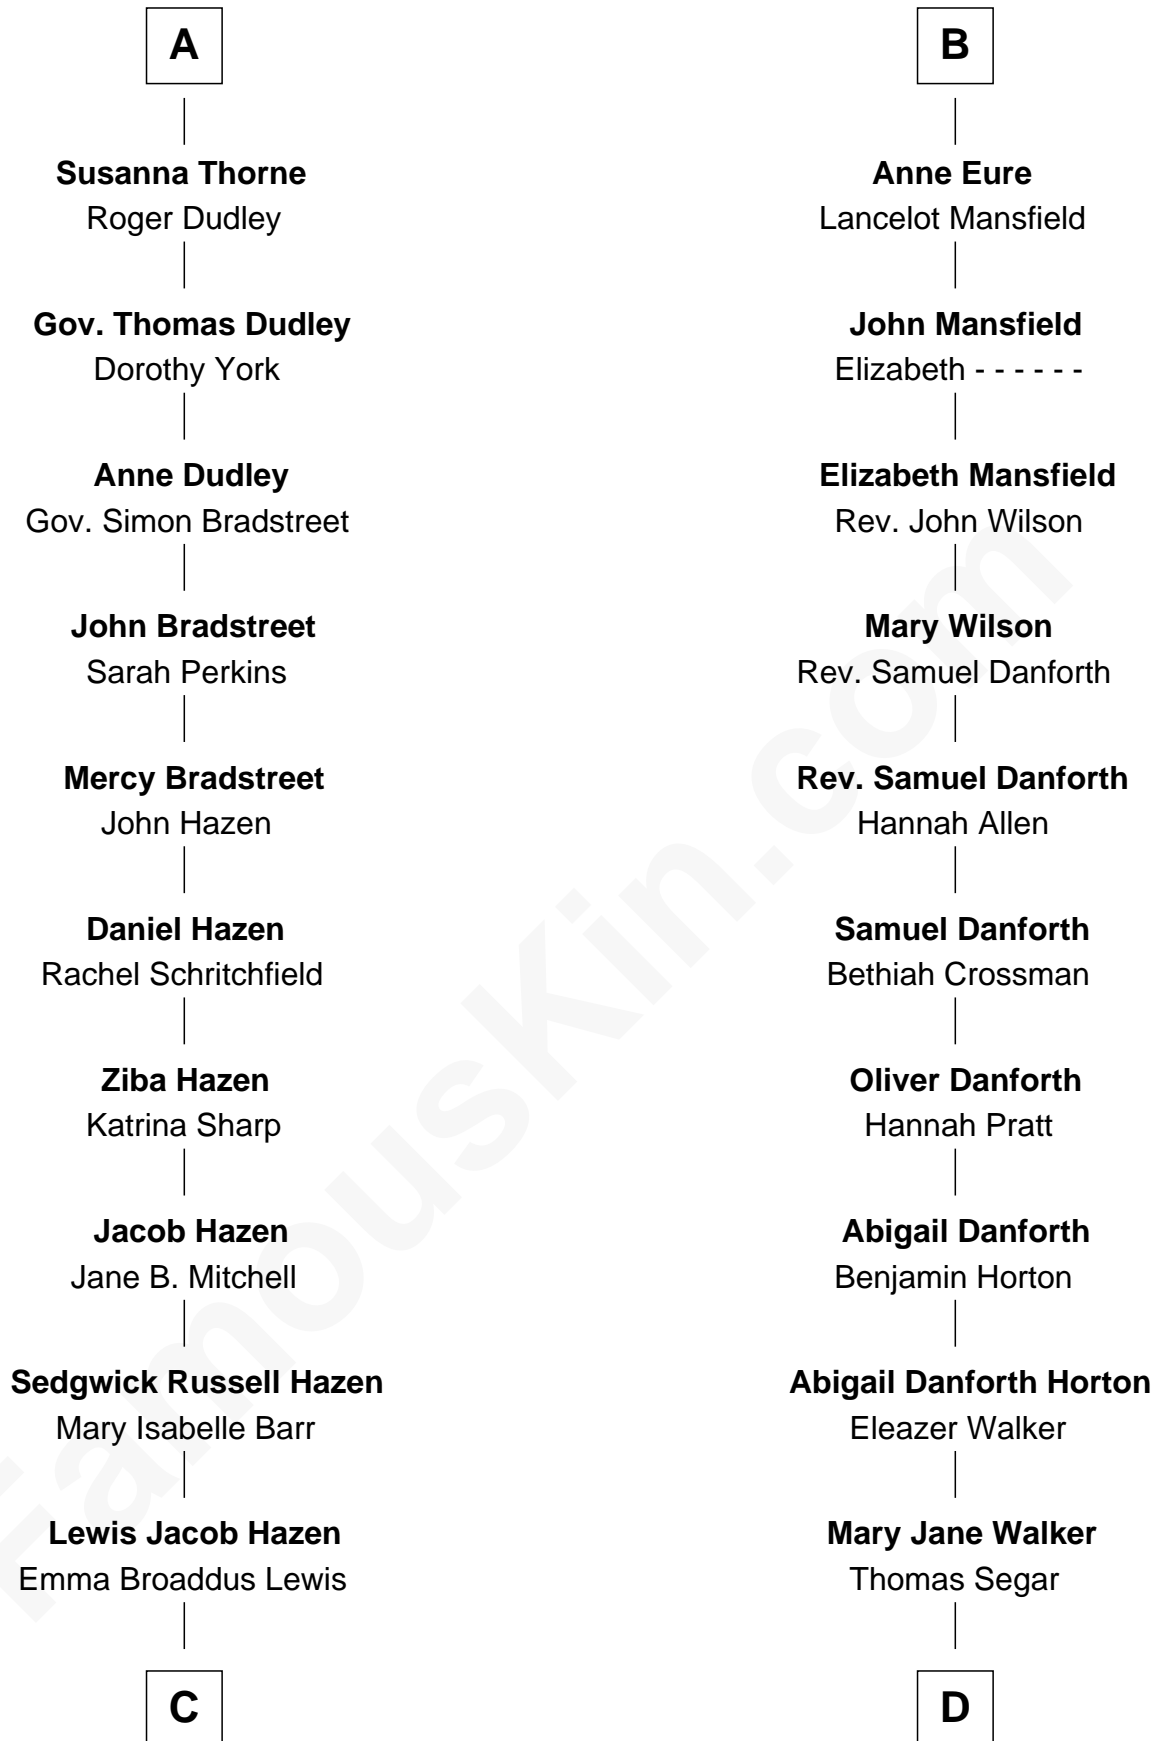 A
Susanna Thorne
Roger Dudley
Gov. Thomas Dudley
Dorothy York
Anne Dudley
Gov. Simon Bradstreet
John Bradstreet
Sarah Perkins
Mercy Bradstreet
John Hazen
Daniel Hazen
Rachel Schritchfield
Ziba Hazen
Katrina Sharp
Jacob Hazen
Jane B. Mitchell
Sedgwick Russell Hazen
Mary Isabelle Barr
Lewis Jacob Hazen
Emma Broaddus Lewis
C
B
Anne Eure
Lancelot Mansfield
John Mansfield
Elizabeth - - - - - -
Elizabeth Mansfield
Rev. John Wilson
Mary Wilson
Rev. Samuel Danforth
Rev. Samuel Danforth
Hannah Allen
Samuel Danforth
Bethiah Crossman
Oliver Danforth
Hannah Pratt
Abigail Danforth
Benjamin Horton
Abigail Danforth Horton
Eleazer Walker
Mary Jane Walker
Thomas Segar
D
FamousKin.com